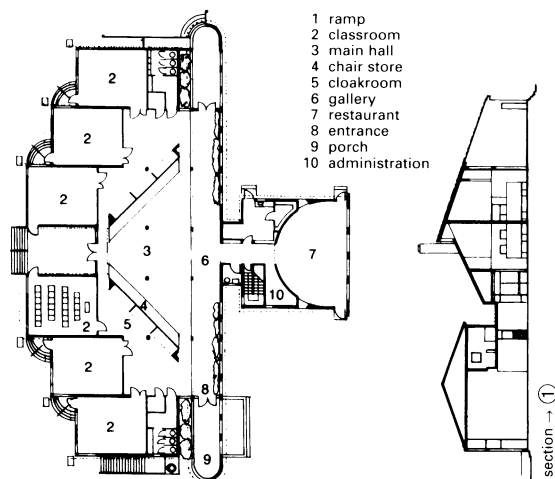 1 ramp
2 classroom
3 main hall
4 chair store
5 cloakroom
6 gallery
7 restaurant
8 entrance
9 porch
10 administration
2
2
2
3
6
7
10
4
2
5
2
8
2
9
section → 1